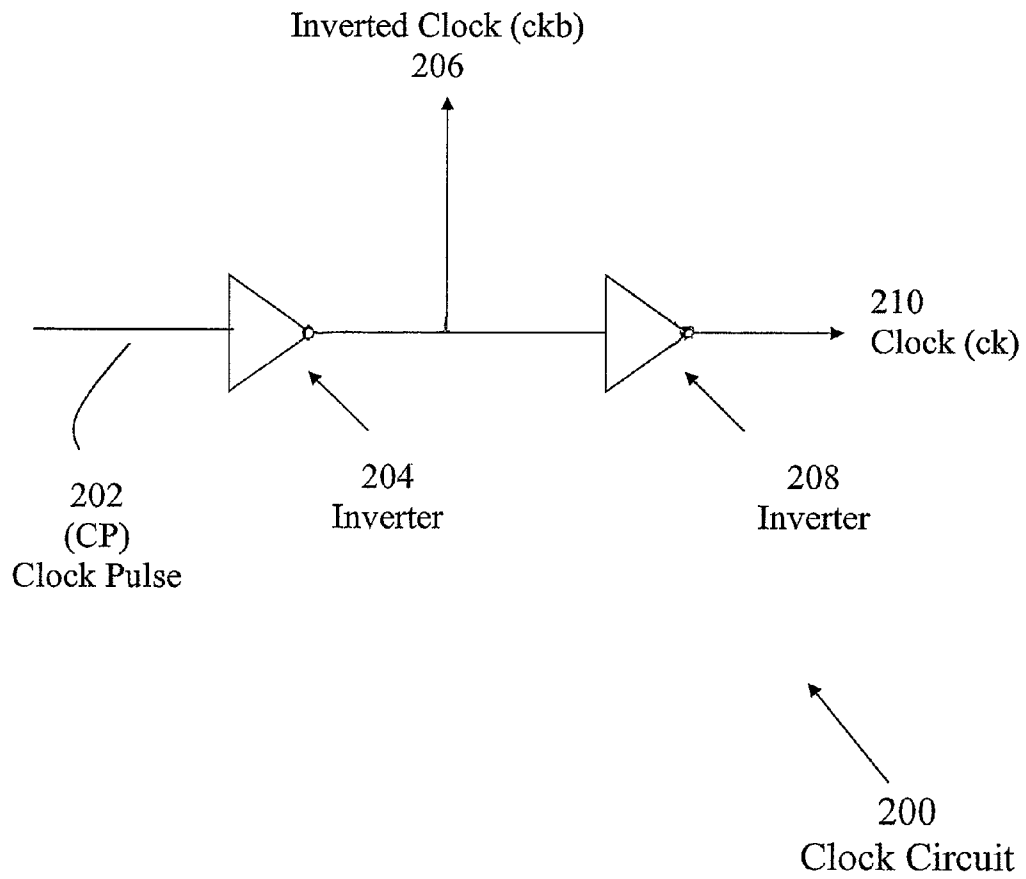 Inverted Clock (ckb)
206
210
Clock (ck)
204
Inverter
208
Inverter
202
(CP)
Clock Pulse
200
Clock Circuit